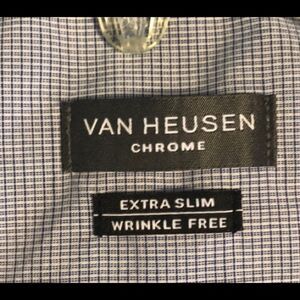 VAN HEUSEN
CHROME
EXTRA SLIM
WRINKLE FREE